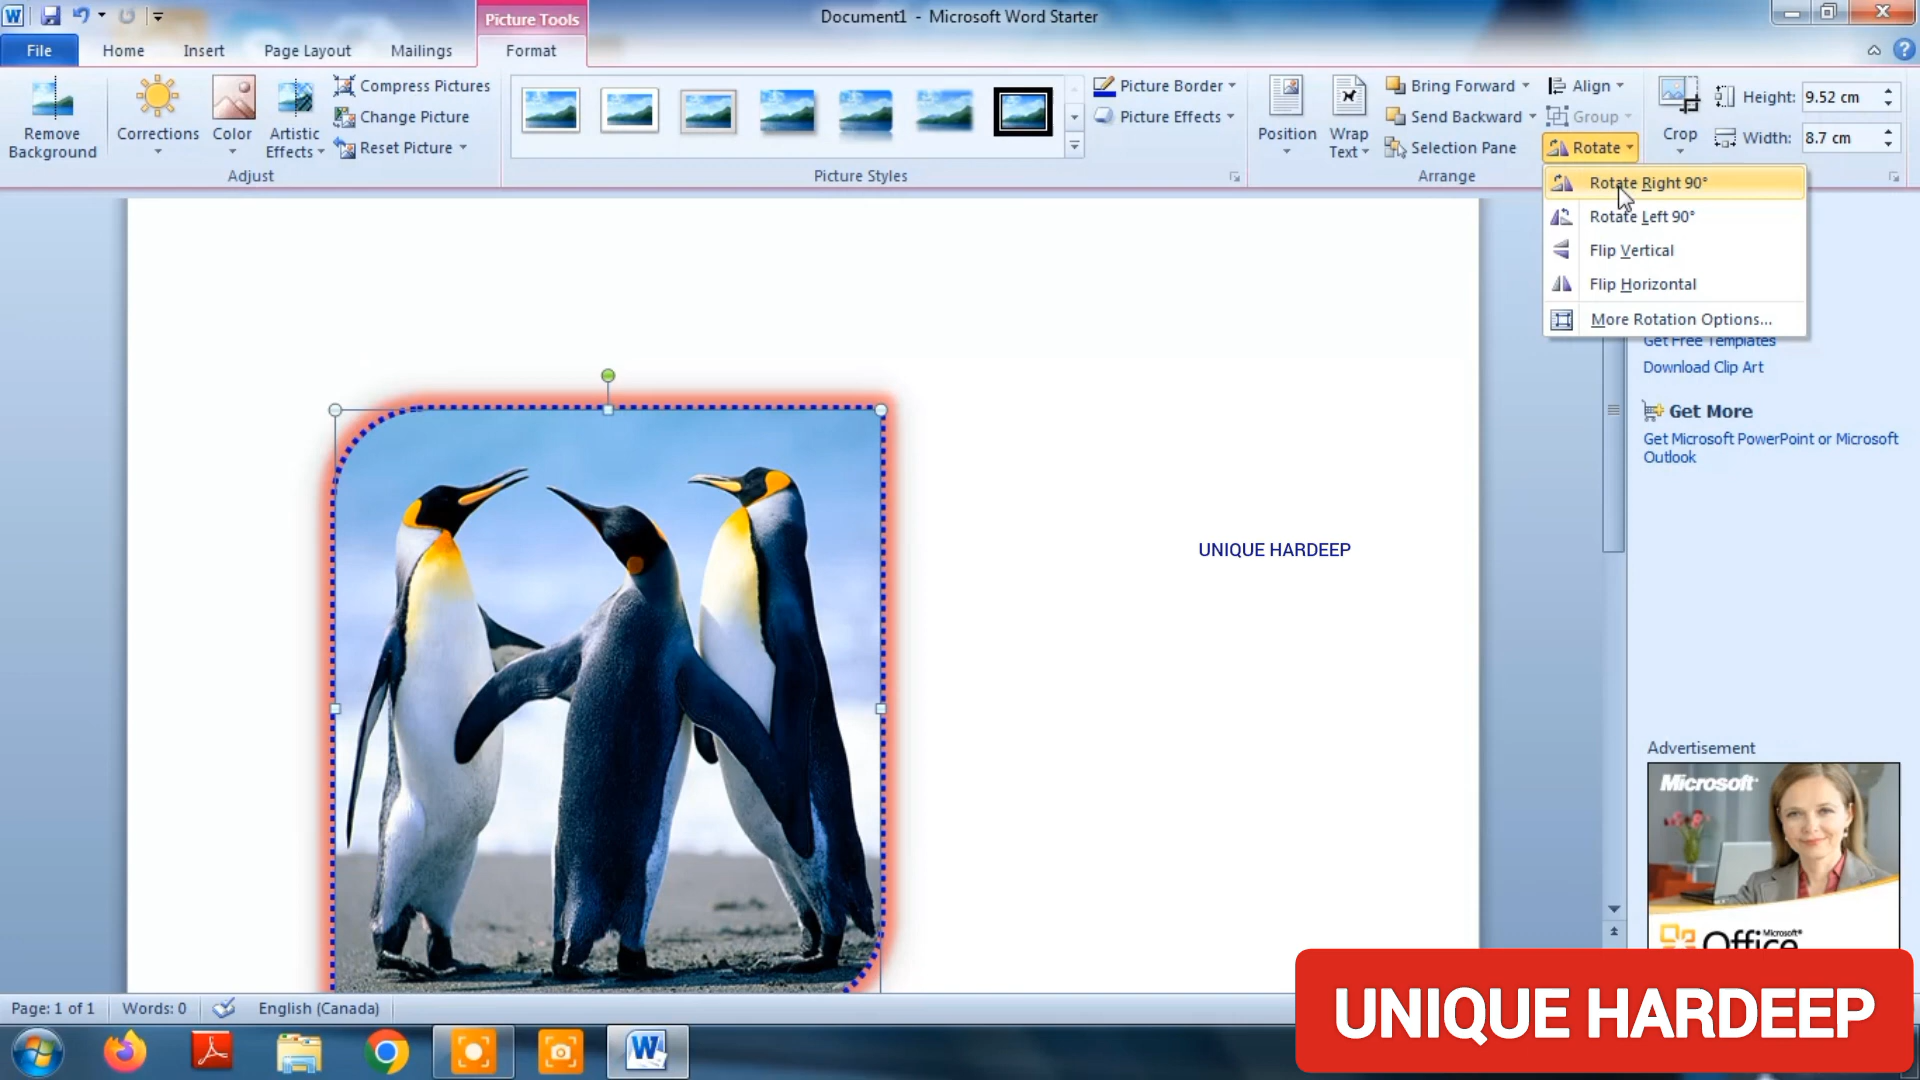 Picture Tools
Document1 - Microsoft Word Starter
File
Home
Insert
Page Layout
Mailings
Format
Remove Background
Corrections
Color
Artistic Effects
Compress Pictures
Change Picture
Reset Picture
Adjust
Picture Styles
Picture Border
Picture Effects
Position
Wrap Text
Bring Forward
Send Backward
Selection Pane
Align
Group
Rotate
Arrange
Crop
Height: 9.52 cm
Width: 8.7 cm
Rotate Right 90°
Rotate Left 90°
Flip Vertical
Flip Horizontal
More Rotation Options...
Get Free Templates
Download Clip Art
Get More
Get Microsoft PowerPoint or Microsoft
Outlook
UNIQUE HARDEEP
Advertisement
Microsoft
Microsoft
Office
Page: 1 of 1
Words: 0
English (Canada)
UNIQUE HARDEEP